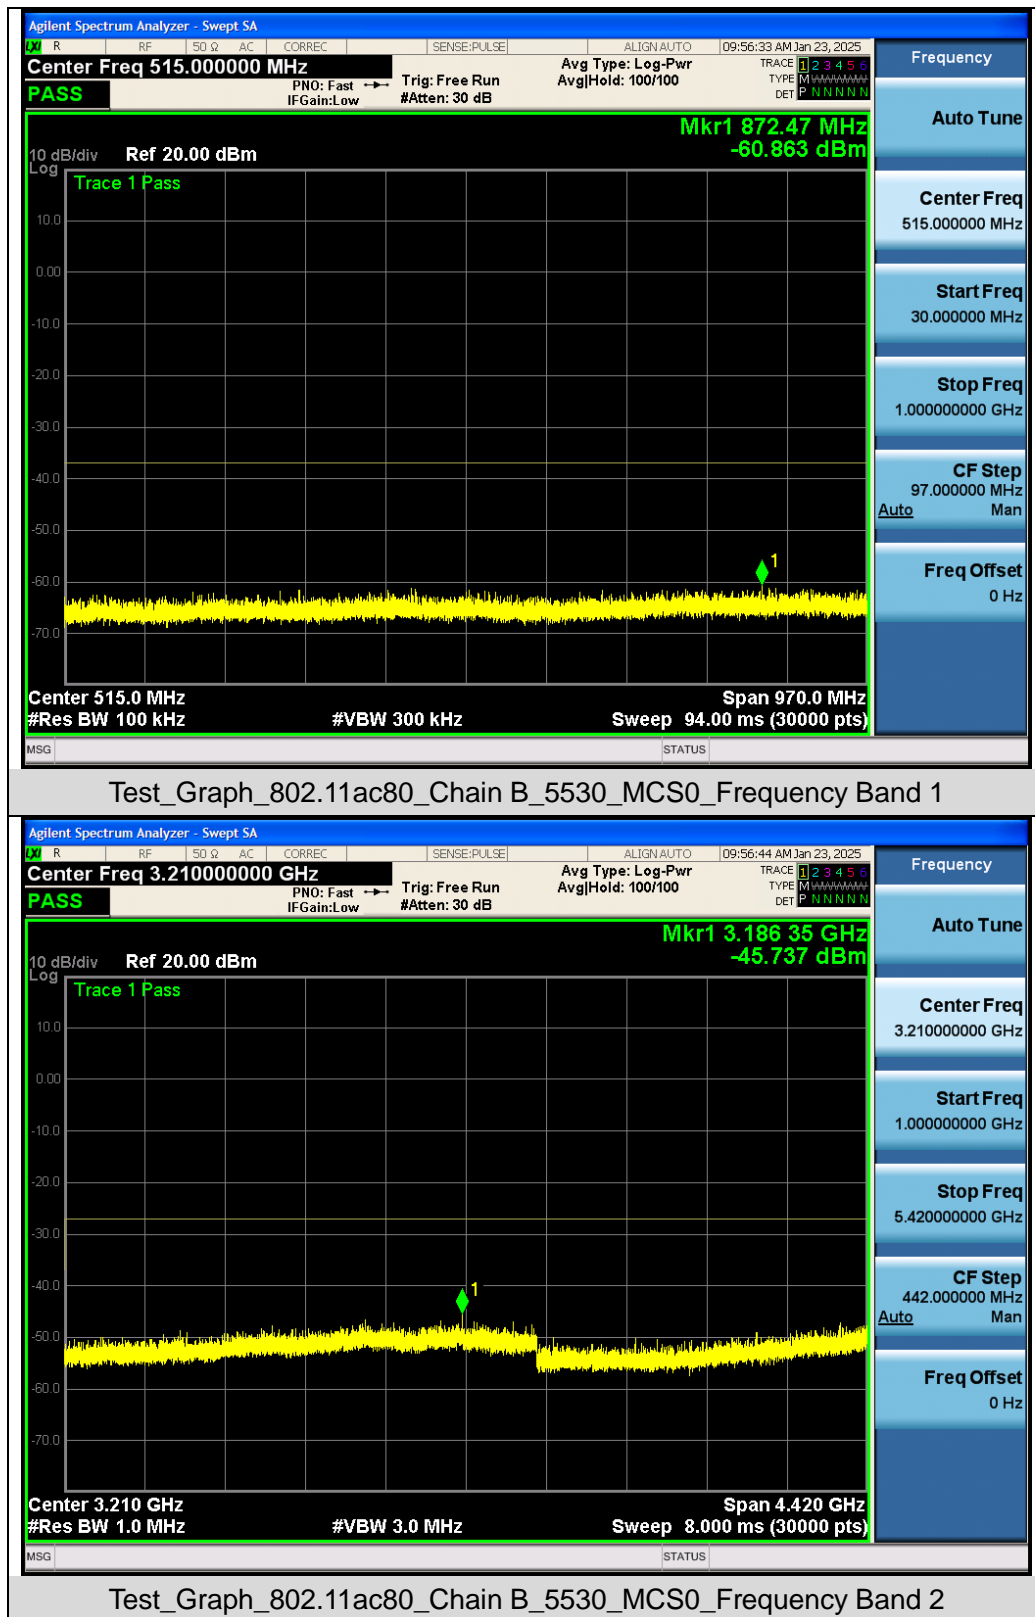 Agilent Spectrum Analyzer - Swept SA
LXI R RF 50 Ω AC CORREC SENSE:PULSE ALIGN AUTO 09:56:33 AM Jan 23, 2025
Center Freq 515.000000 MHz
PASS
PNO: Fast
IFGain:Low
Trig: Free Run
#Atten: 30 dB
Avg Type: Log-Pwr
Avg|Hold: 100/100
TRACE 1 2 3 4 5 6
TYPE M WWWWW
DET P N N N N N
Mkr1 872.47 MHz
-60.863 dBm
10 dB/div Ref 20.00 dBm
Log
Trace 1 Pass
10.0
0.00
-10.0
-20.0
-30.0
-40.0
-50.0
-60.0
-70.0
1
Center 515.0 MHz Span 970.0 MHz
#Res BW 100 kHz #VBW 300 kHz Sweep 94.00 ms (30000 pts)
MSG STATUS
Frequency
Auto Tune
Center Freq
515.000000 MHz
Start Freq
30.000000 MHz
Stop Freq
1.000000000 GHz
CF Step
97.000000 MHz
Auto Man
Freq Offset
0 Hz
Test_Graph_802.11ac80_Chain B_5530_MCS0_Frequency Band 1
Agilent Spectrum Analyzer - Swept SA
LXI R RF 50 Ω AC CORREC SENSE:PULSE ALIGN AUTO 09:56:44 AM Jan 23, 2025
Center Freq 3.210000000 GHz
PASS
PNO: Fast
IFGain:Low
Trig: Free Run
#Atten: 30 dB
Avg Type: Log-Pwr
Avg|Hold: 100/100
TRACE 1 2 3 4 5 6
TYPE M WWWWW
DET P N N N N N
Mkr1 3.186 35 GHz
-45.737 dBm
10 dB/div Ref 20.00 dBm
Log
Trace 1 Pass
10.0
0.00
-10.0
-20.0
-30.0
-40.0
-50.0
-60.0
-70.0
1
Center 3.210 GHz Span 4.420 GHz
#Res BW 1.0 MHz #VBW 3.0 MHz Sweep 8.000 ms (30000 pts)
MSG STATUS
Frequency
Auto Tune
Center Freq
3.210000000 GHz
Start Freq
1.000000000 GHz
Stop Freq
5.420000000 GHz
CF Step
442.000000 MHz
Auto Man
Freq Offset
0 Hz
Test_Graph_802.11ac80_Chain B_5530_MCS0_Frequency Band 2